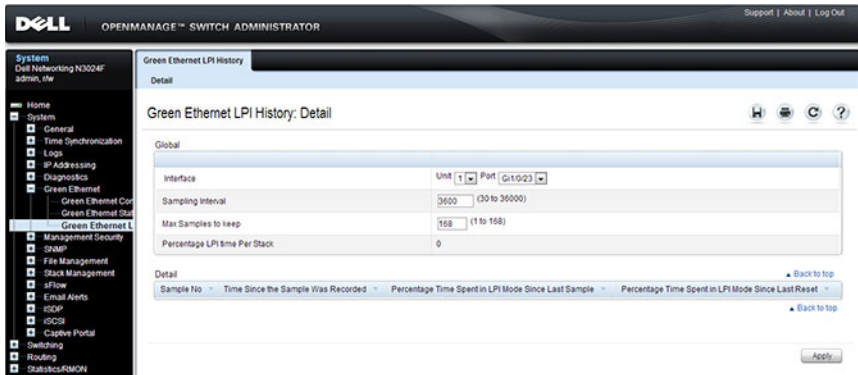 Support | About | Log Out
DELL OPENMANAGE™ SWITCH ADMINISTRATOR
System
Dell Networking N3024F
admin, r/w
Home
System
General
Time Synchronization
Logs
IP Addressing
Diagnostics
Green Ethernet
Green Ethernet Con
Green Ethernet Stat
Green Ethernet L
Management Security
SNMP
File Management
Stack Management
sFlow
Email Alerts
ISDP
iSCSI
Captive Portal
Switching
Routing
Statistics/RMON
Green Ethernet LPI History
Detail
Green Ethernet LPI History: Detail
Global
Interface Unit 1 Port Gi1/0/23
Sampling Interval 3600 (30 to 36000)
Max Samples to keep 168 (1 to 168)
Percentage LPI time Per Stack 0
Detail Back to top
Sample No Time Since the Sample Was Recorded Percentage Time Spent in LPI Mode Since Last Sample Percentage Time Spent in LPI Mode Since Last Reset
Back to top
Apply